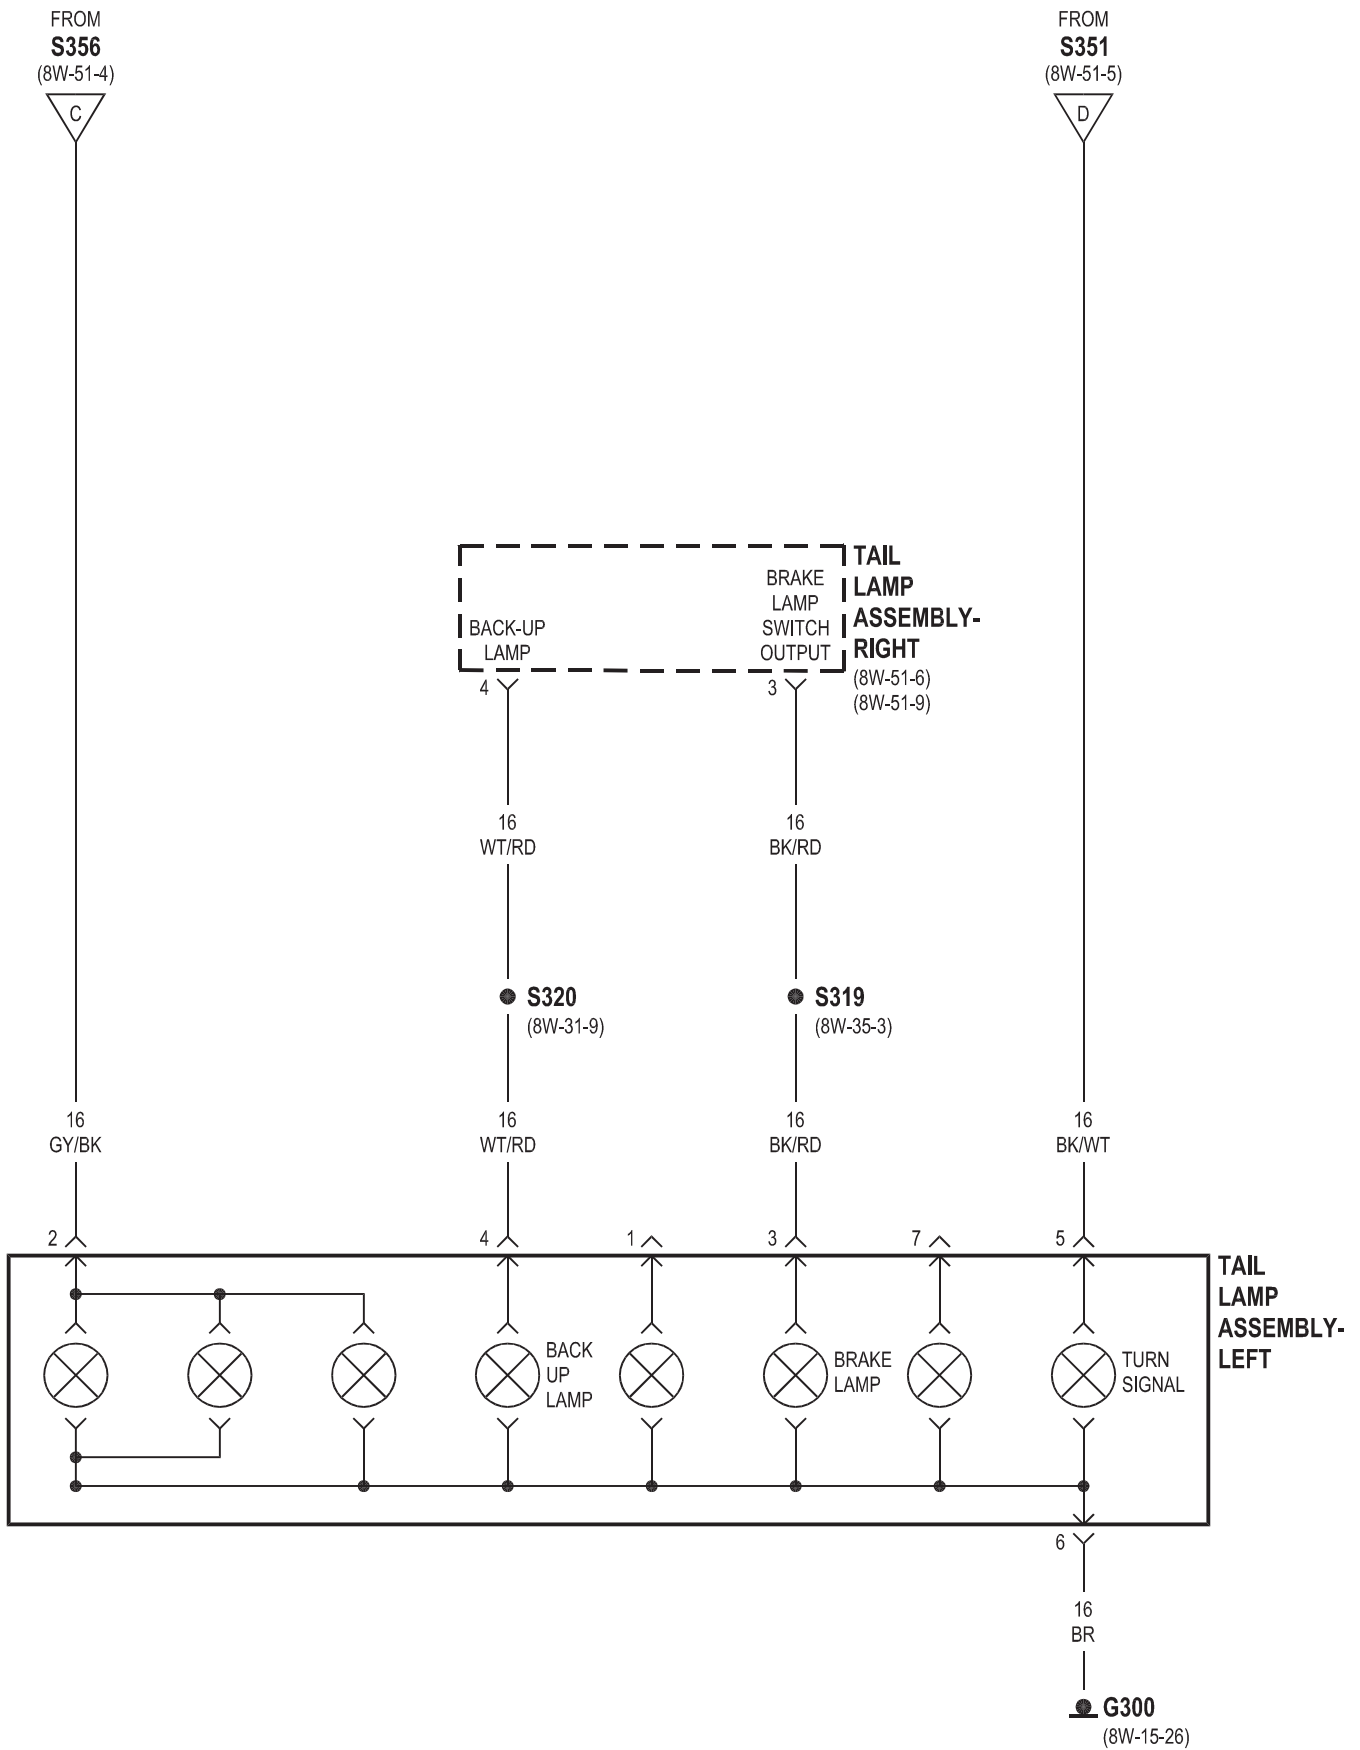 FROM
S356
(8W-51-4)
C
FROM
S351
(8W-51-5)
D
BACK-UP
LAMP
BRAKE
LAMP
SWITCH
OUTPUT
TAIL
LAMP
ASSEMBLY-
RIGHT
(8W-51-6)
(8W-51-9)
4
3
16
WT/RD
16
BK/RD
S320
(8W-31-9)
S319
(8W-35-3)
16
GY/BK
16
WT/RD
16
BK/RD
16
BK/WT
2
4
1
3
7
5
TAIL
LAMP
ASSEMBLY-
LEFT
BACK
UP
LAMP
BRAKE
LAMP
TURN
SIGNAL
6
16
BR
G300
(8W-15-26)